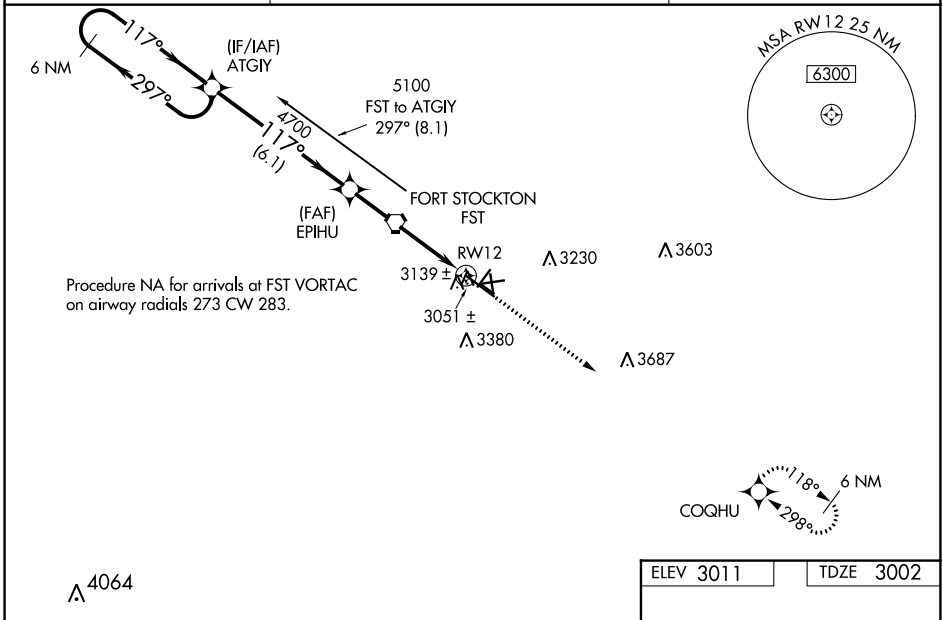 117°
6 NM
297°
(IF/IAF)
ATGIY
5100
FST to ATGIY
297° (8.1)
4700
117°
(6.1)
MSA RW12 25 NM
6300
(FAF)
EPIHU
FORT STOCKTON
FST
RW12
3139 ±
3051 ±
3230
3603
3380
3687
Procedure NA for arrivals at FST VORTAC
on airway radials 273 CW 283.
118°
6 NM
298°
COQHU
4064
ELEV 3011
TDZE 3002